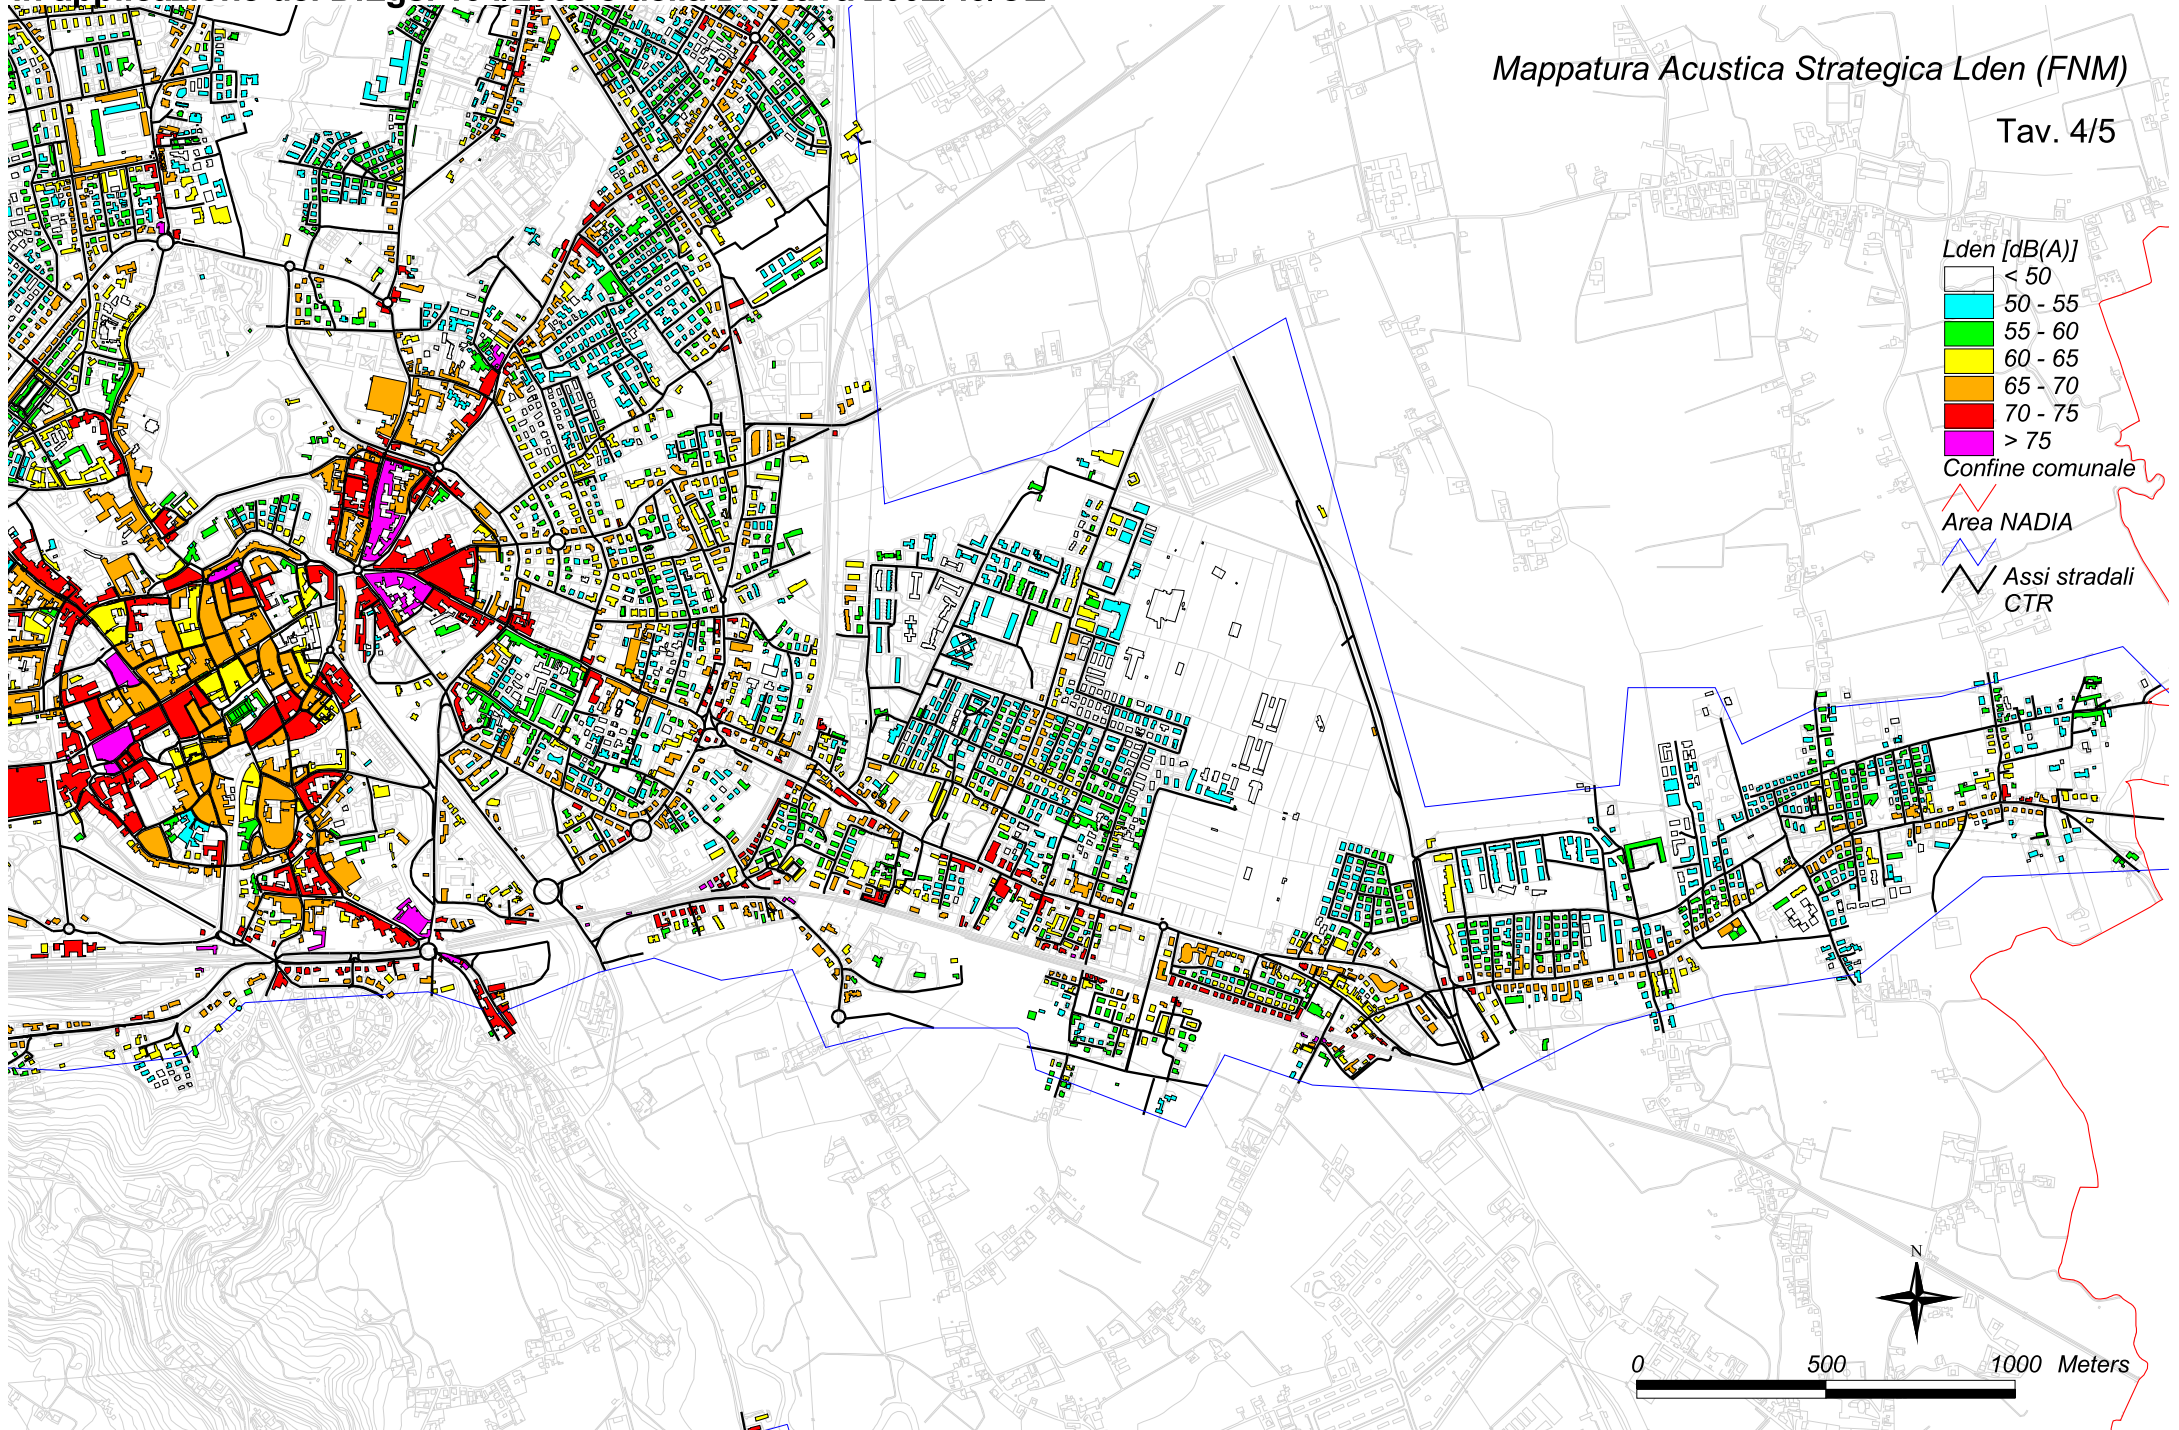 Mappatura Acustica Strategica Lden (FNM)
Tav. 4/5
Lden [dB(A)]
< 50
50 - 55
55 - 60
60 - 65
65 - 70
70 - 75
> 75
Confine comunale
Area NADIA
Assi stradali
CTR
N
0 500 1000 Meters